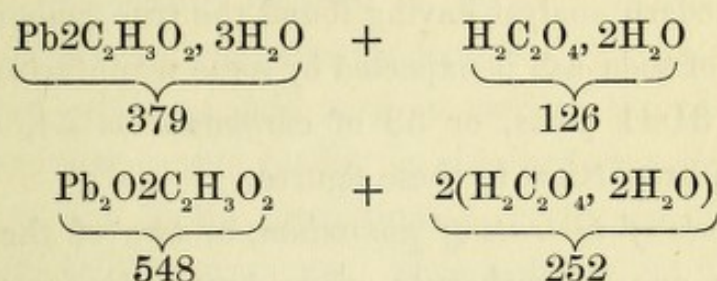 Pb2C₂H₃O₂, 3H₂O + H₂C₂O₄, 2H₂O
379 126
Pb₂O2C₂H₃O₂ + 2(H₂C₂O₄, 2H₂O)
548 252